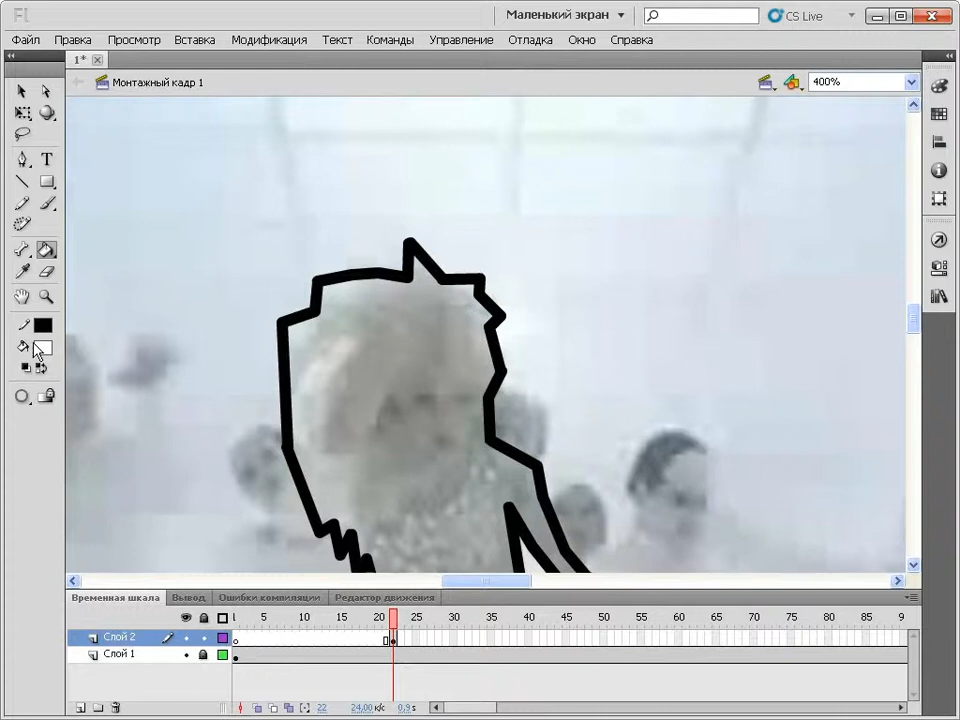 Fl
Маленький экран
CS Live
Файл Правка Просмотр Вставка Модификация Текст Команды Управление Отладка Окно Справка
1*
Монтажный кадр 1
400%
T
Временная шкала Вывод Ошибки компиляции Редактор движения
1 5 10 15 20 25 30 35 40 45 50 55 60 65 70 75 80 85 9
Слой 2
Слой 1
22 24,00 к/с 0,9 s